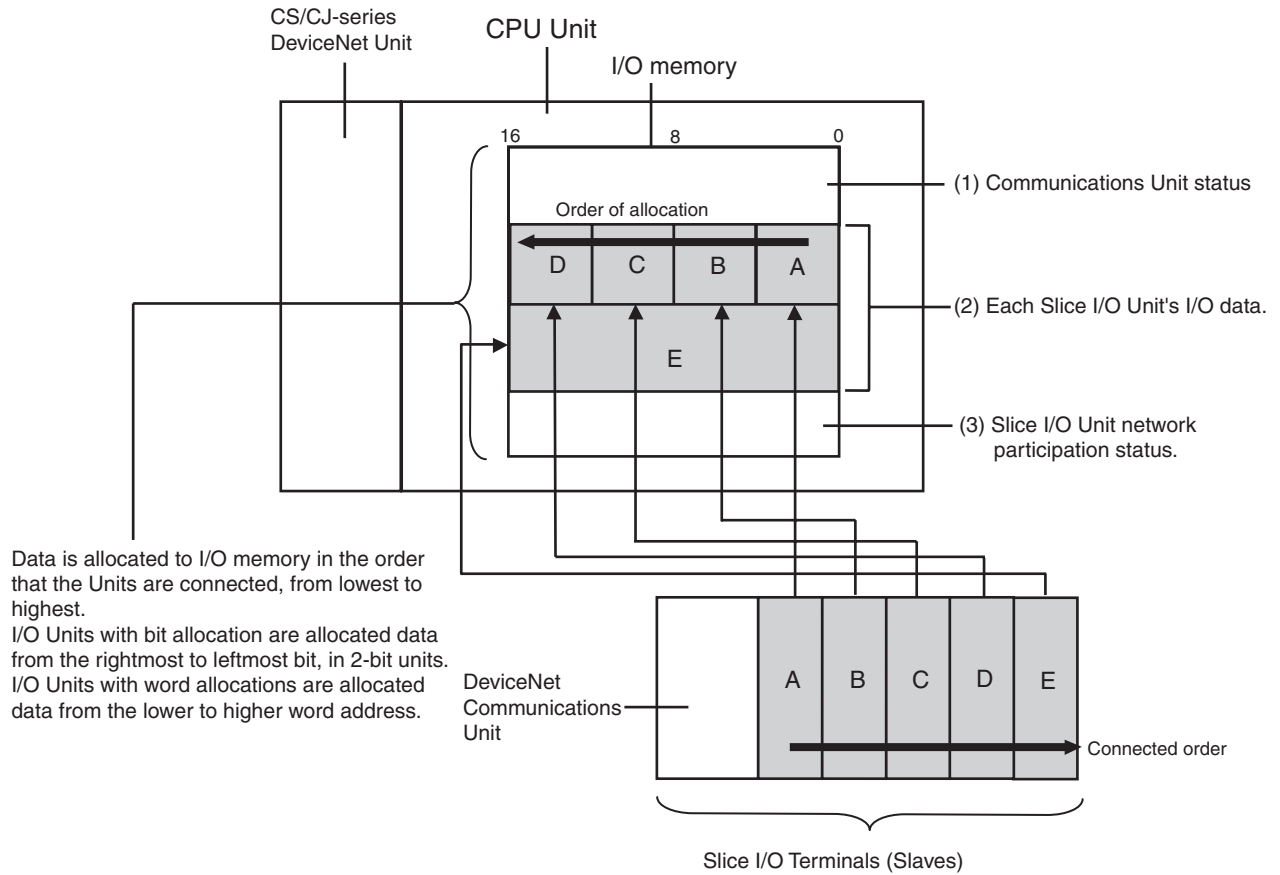 CS/CJ-series
DeviceNet Unit
CPU Unit
I/O memory
16
8
0
(1) Communications Unit status
Order of allocation
D
C
B
A
(2) Each Slice I/O Unit's I/O data.
E
(3) Slice I/O Unit network
participation status.
Data is allocated to I/O memory in the order
that the Units are connected, from lowest to
highest.
I/O Units with bit allocation are allocated data
from the rightmost to leftmost bit, in 2-bit units.
I/O Units with word allocations are allocated
data from the lower to higher word address.
DeviceNet
Communications
Unit
A
B
C
D
E
Connected order
Slice I/O Terminals (Slaves)